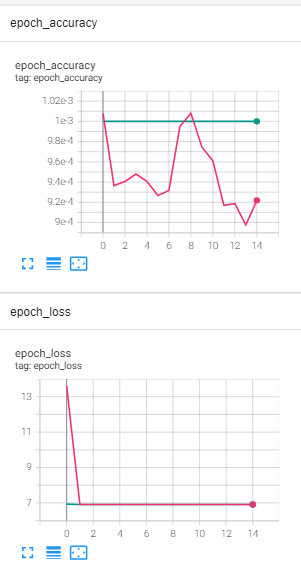 epoch_accuracy
epoch_accuracy
tag: epoch_accuracy
1.02e-3
1e-3
9.8e-4
9.6e-4
9.4e-4
9.2e-4
9e-4
0 2 4 6 8 10 12 14
epoch_loss
epoch_loss
tag: epoch_loss
13
11
9
7
0 2 4 6 8 10 12 14